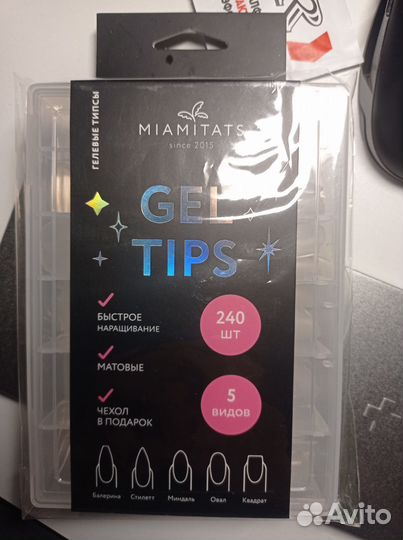 ГЕЛЕВЫЕ ТИПСЫ
MIAMITATS
since 2015
GEL
TIPS
БЫСТРОЕ
НАРАЩИВАНИЕ
240
ШТ
МАТОВЫЕ
ЧЕХОЛ
В ПОДАРОК
5
ВИДОВ
Балерина
Стилетт
Миндаль
Овал
Квадрат
Avito